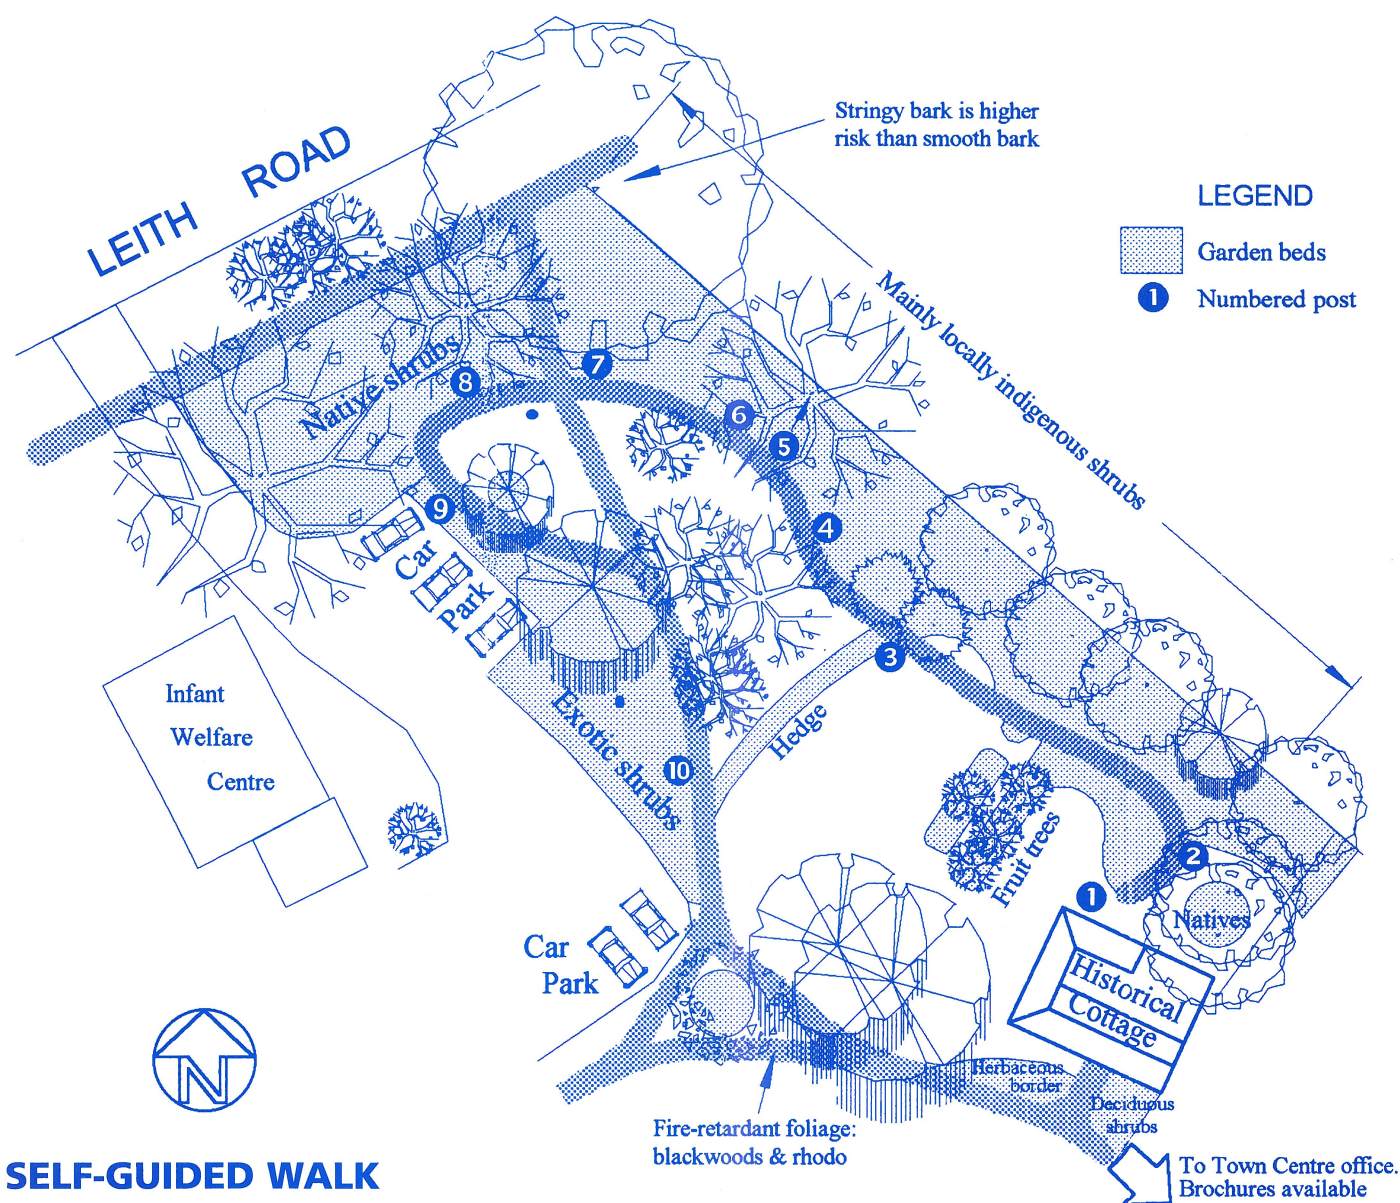 Stringy bark is higher
risk than smooth bark
LEITH ROAD
LEGEND
Garden beds
1 Numbered post
Mainly locally indigenous shrubs
Native shrubs
7
8
6
5
9
4
Car
Park
3
Infant
Welfare
Centre
Exotic shrubs
Hedge
10
Fruit trees
2
1
Natives
Car
Park
Historical
Cottage
N
Herbaceous
border
Deciduous
shrubs
Fire-retardant foliage:
blackwoods & rhodo
To Town Centre office.
Brochures available
SELF-GUIDED WALK